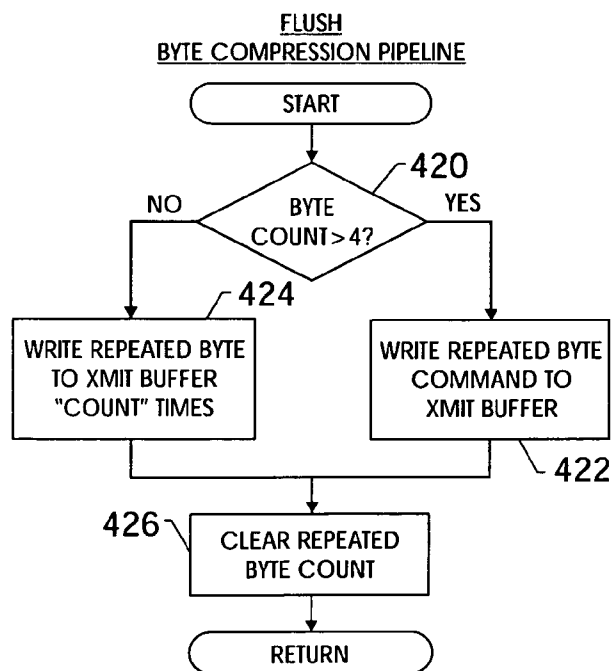 FLUSH
BYTE COMPRESSION PIPELINE
START
420
NO
YES
BYTE
COUNT>4?
424
WRITE REPEATED BYTE
TO XMIT BUFFER
"COUNT" TIMES
WRITE REPEATED BYTE
COMMAND TO
XMIT BUFFER
422
426
CLEAR REPEATED
BYTE COUNT
RETURN